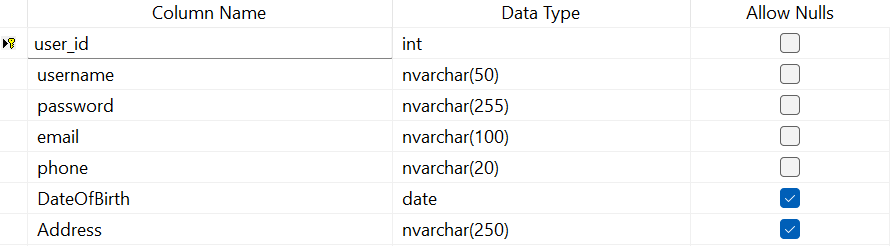 Column Name Data Type Allow Nulls
user_id int
username nvarchar(50)
password nvarchar(255)
email nvarchar(100)
phone nvarchar(20)
DateOfBirth date
Address nvarchar(250)